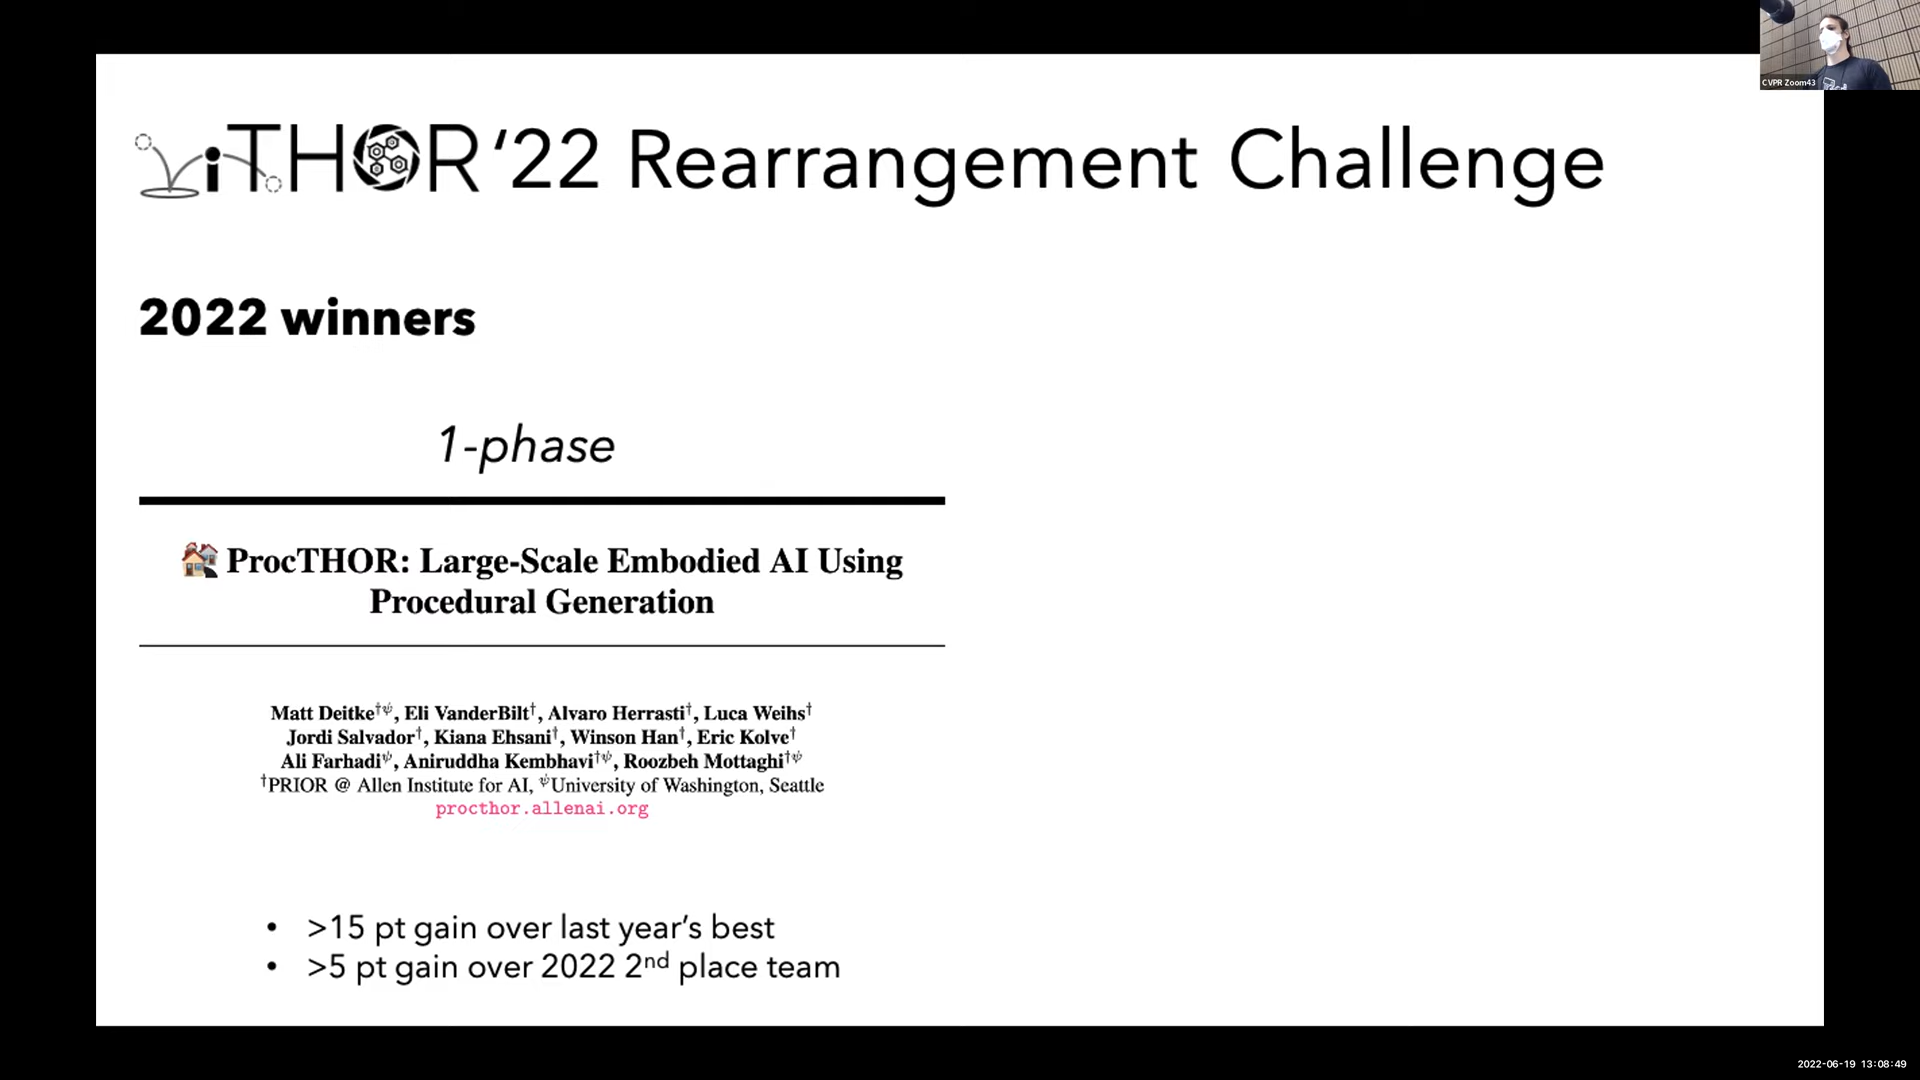 CVPR Zoom43
iTHOR '22 Rearrangement Challenge
2022 winners
1-phase
ProcTHOR: Large-Scale Embodied AI Using
Procedural Generation
Matt Deitke†ψ, Eli VanderBilt†, Alvaro Herrasti†, Luca Weihs†
Jordi Salvador†, Kiana Ehsani†, Winson Han†, Eric Kolve†
Ali Farhadiψ, Aniruddha Kembhavi†ψ, Roozbeh Mottaghi†ψ
†PRIOR @ Allen Institute for AI, ψUniversity of Washington, Seattle
procthor.allenai.org
• >15 pt gain over last year's best
• >5 pt gain over 2022 2nd place team
2022-06-19 13:08:49